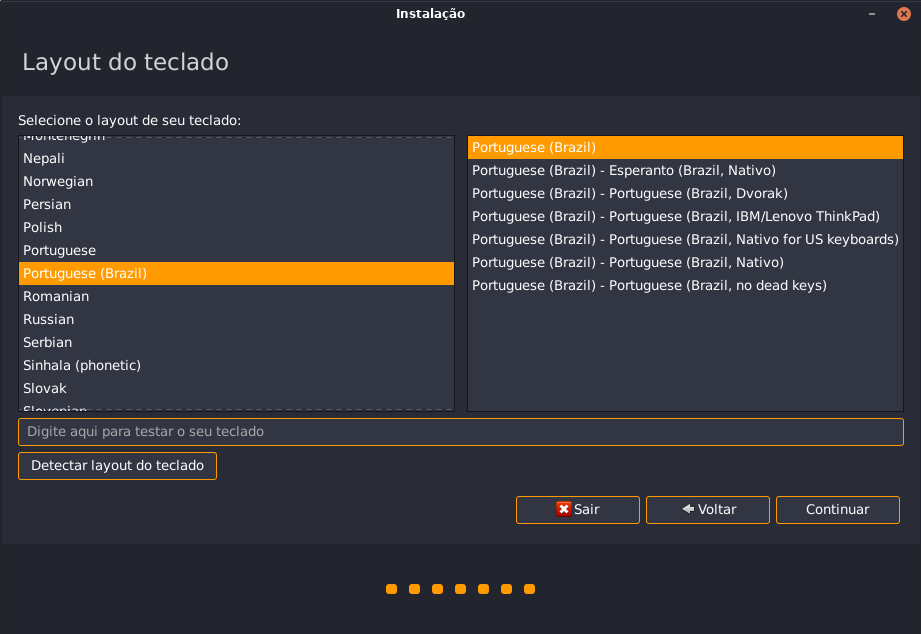 Instalação
Layout do teclado
Selecione o layout de seu teclado:
Montenegrin
Nepali
Norwegian
Persian
Polish
Portuguese
Portuguese (Brazil)
Romanian
Russian
Serbian
Sinhala (phonetic)
Slovak
Slovenian
Portuguese (Brazil)
Portuguese (Brazil) - Esperanto (Brazil, Nativo)
Portuguese (Brazil) - Portuguese (Brazil, Dvorak)
Portuguese (Brazil) - Portuguese (Brazil, IBM/Lenovo ThinkPad)
Portuguese (Brazil) - Portuguese (Brazil, Nativo for US keyboards)
Portuguese (Brazil) - Portuguese (Brazil, Nativo)
Portuguese (Brazil) - Portuguese (Brazil, no dead keys)
Digite aqui para testar o seu teclado
Detectar layout do teclado
Sair
Voltar
Continuar